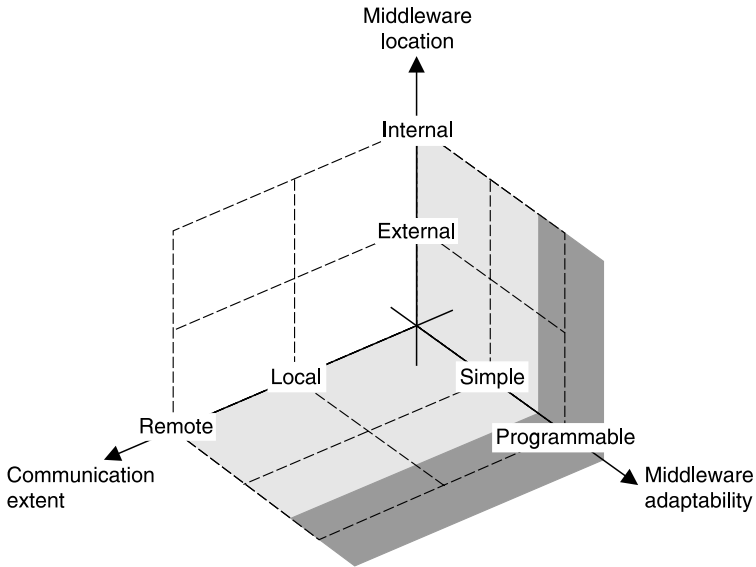 Middleware
location
Internal
External
Local
Simple
Remote
Programmable
Communication
extent
Middleware
adaptability